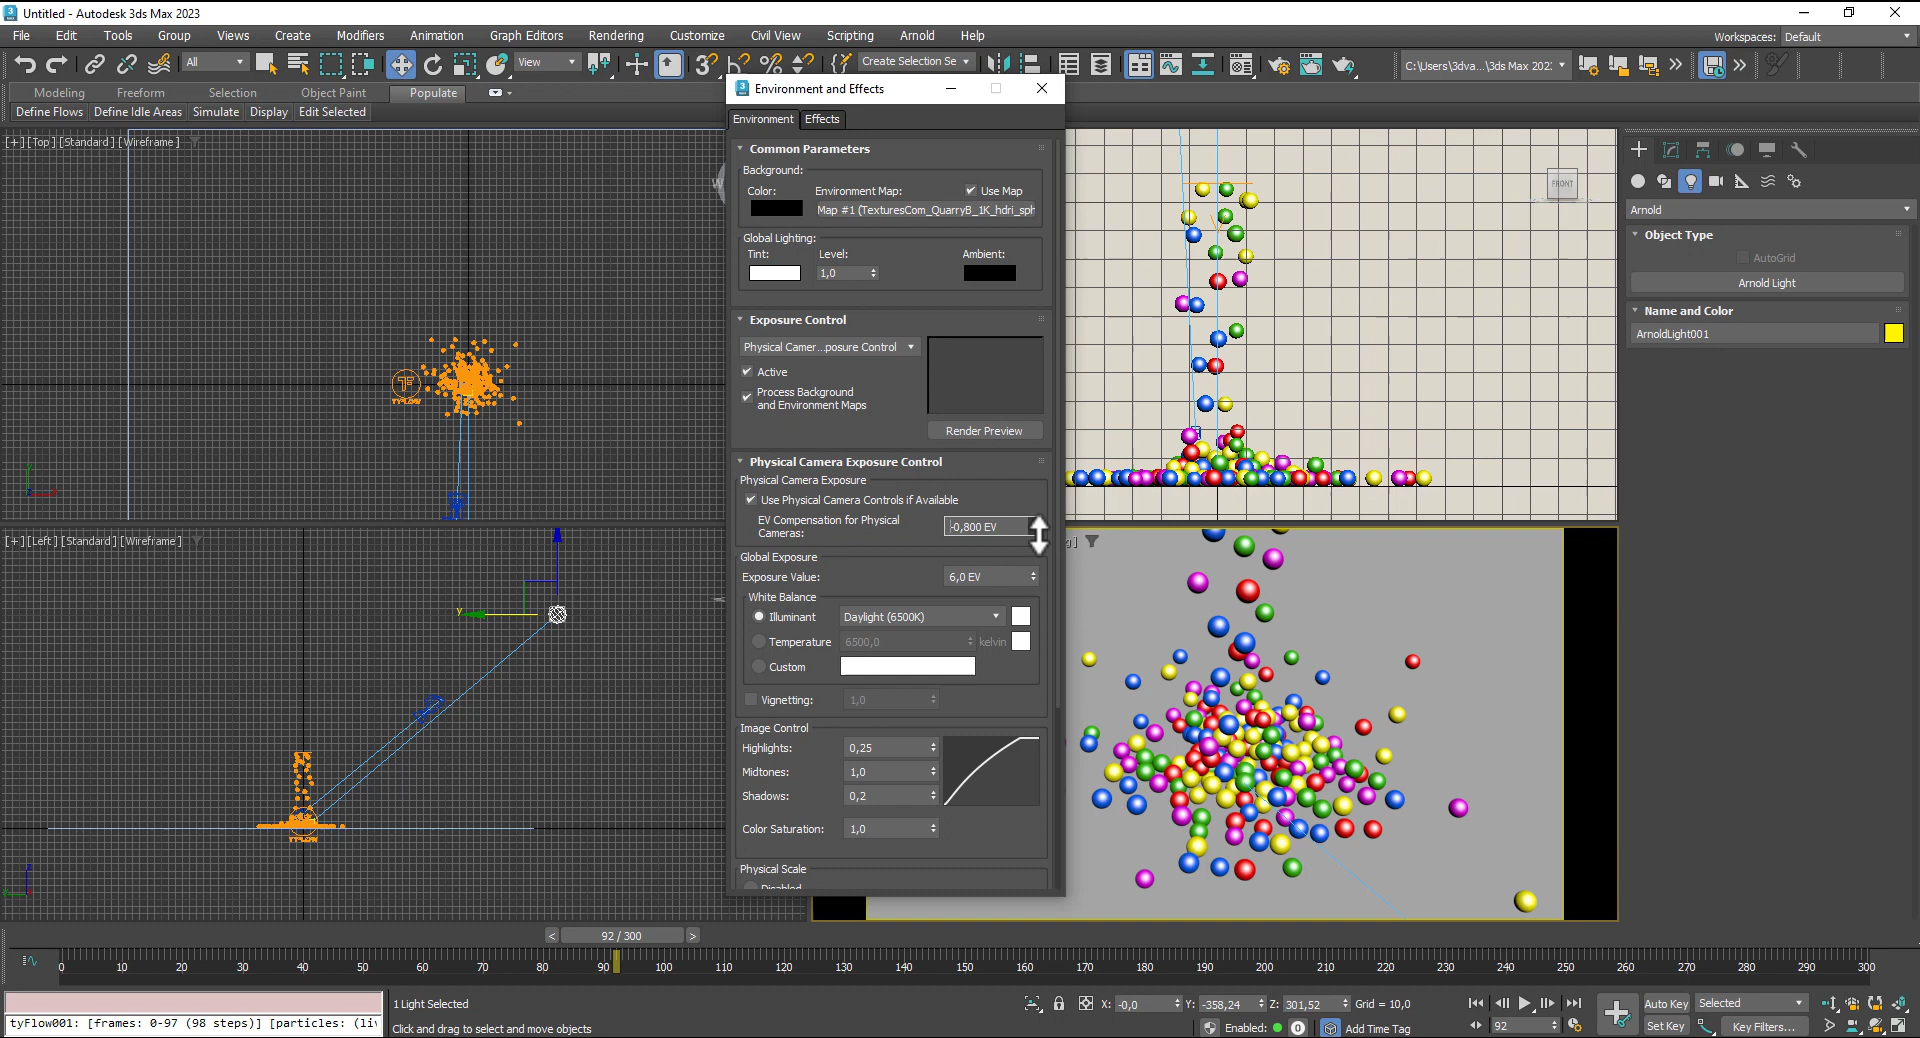 Untitled - Autodesk 3ds Max 2023
File Edit Tools Group Views Create Modifiers Animation Graph Editors Rendering Customize Civil View Scripting Arnold Help
Workspaces: Default
All View Create Selection Se C:\Users\3dva...\3ds Max 202:
Modeling Freeform Selection Object Paint Populate
Define Flows Define Idle Areas Simulate Display Edit Selected
[+] [Top] [Standard] [Wireframe]
TYFLOW
[+] [Left] [Standard] [Wireframe]
y
TYFLOW
Environment and Effects
Environment Effects
Common Parameters
Background:
Color: Environment Map: Use Map
Map #1 (TexturesCom_QuarryB_1K_hdri_sph
Global Lighting:
Tint: Level: Ambient:
1,0
Exposure Control
Physical Camer...posure Control
Active
Process Background
and Environment Maps
Render Preview
Physical Camera Exposure Control
Physical Camera Exposure
Use Physical Camera Controls if Available
EV Compensation for Physical
Cameras:
-0,800 EV
Global Exposure
Exposure Value: 6,0 EV
White Balance
Illuminant Daylight (6500K)
Temperature 6500,0 kelvin
Custom
Vignetting: 1,0
Image Control
Highlights: 0,25
Midtones: 1,0
Shadows: 0,2
Color Saturation: 1,0
Physical Scale
Disabled
FRONT
Arnold
Object Type
AutoGrid
Arnold Light
Name and Color
ArnoldLight001
< 92 / 300 >
0 10 20 30 40 50 60 70 80 90 100 110 120 130 140 150 160 170 180 190 200 210 220 230 240 250 260 270 280 290 300
tyFlow001: [frames: 0-97 (98 steps)] [particles: (li
1 Light Selected
Click and drag to select and move objects
X: -0,0 Y: -358,24 Z: 301,52 Grid = 10,0
Enabled: 0 Add Time Tag
92
Auto Key Selected
Set Key Key Filters...